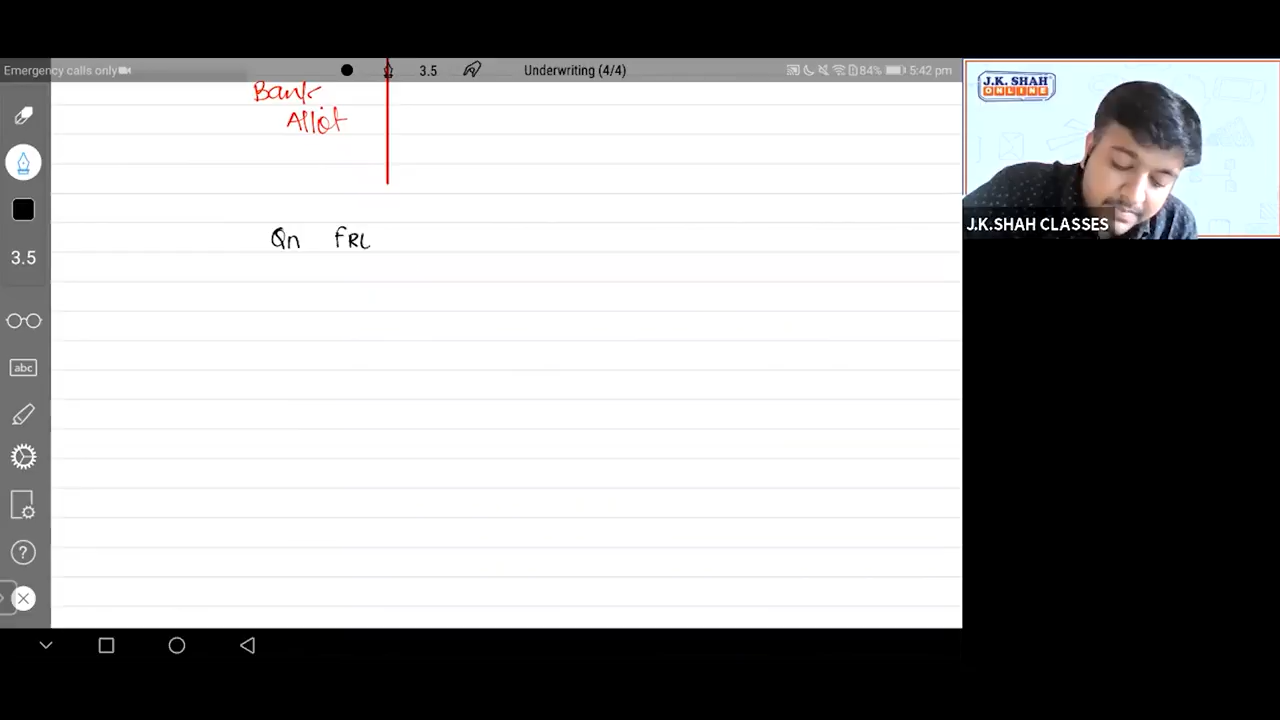 Emergency calls only 3.5 Underwriting (4/4) 84% 5:42 pm
J.K. SHAH
ONLINE
Bank
Allot
J.K.SHAH CLASSES
Qn FRL
3.5
abc
?